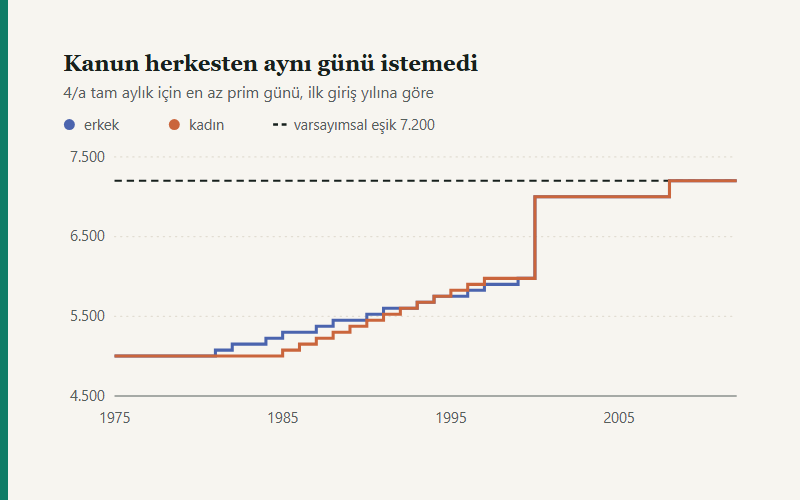 Kanun herkesten aynı günü istemedi
4/a tam aylık için en az prim günü, ilk giriş yılına göre
erkek kadın varsayımsal eşik 7.200
7.500
6.500
5.500
4.500
1975 1985 1995 2005